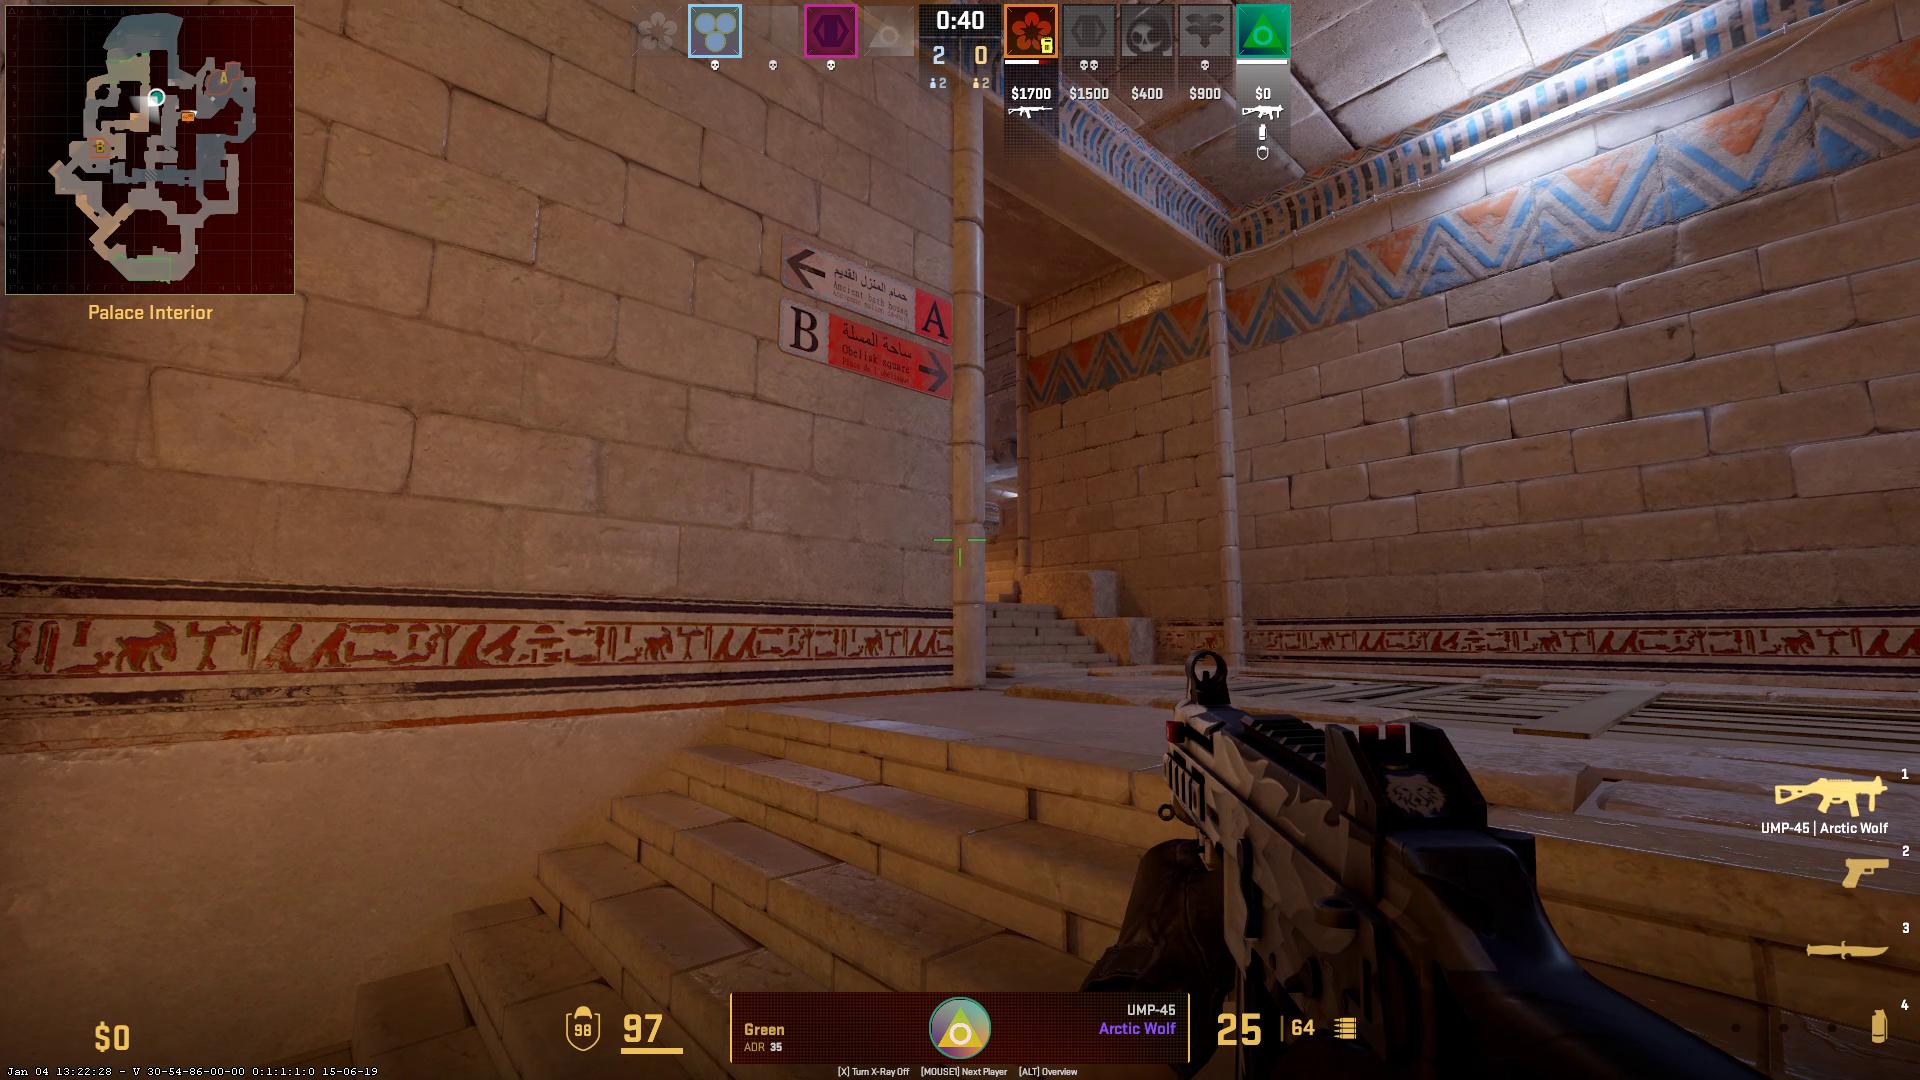 0:40
2
0
2
2
A
B
Palace Interior
$1700
$1500
$400
$900
$0
حمام المنزل القديم
Ancient bath house
A
B
ساحة المسلة
Obelisk square
1
UMP-45 | Arctic Wolf
2
3
4
$0
98
97
Green
ADR 35
UMP-45
Arctic Wolf
25 | 64
[X] Turn X-Ray Off [MOUSE1] Next Player [ALT] Overview
Jan 04 13:22:28 - V 30-54-86-00-00 0:1:1:1:0 15-06-19